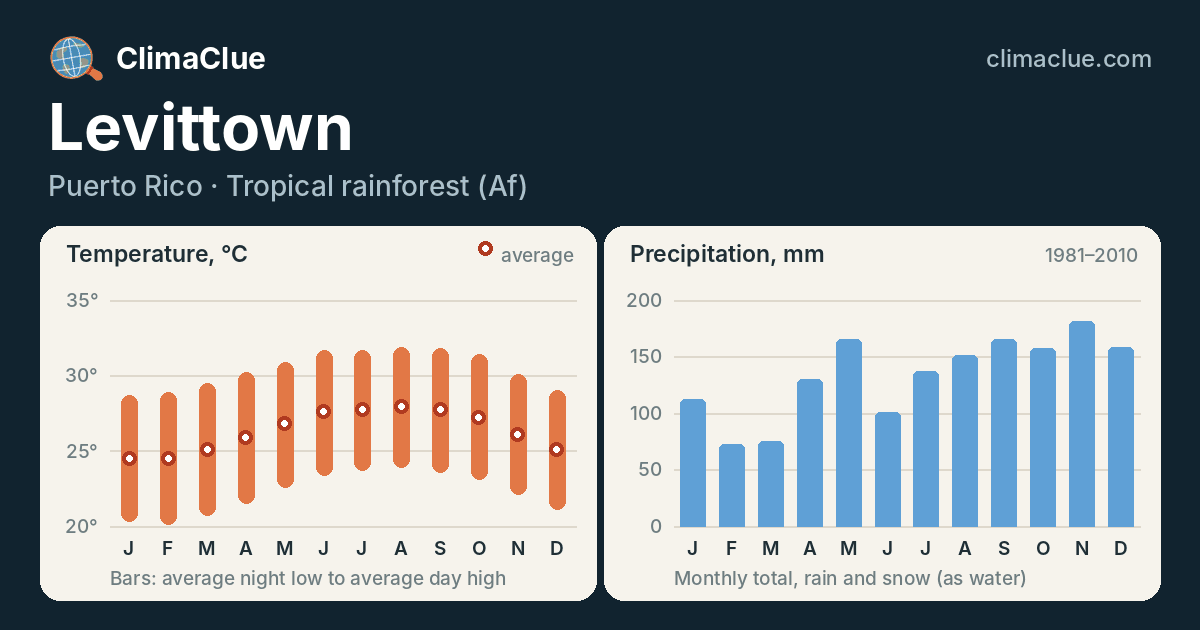 ClimaClue
climaclue.com
Levittown
Puerto Rico · Tropical rainforest (Af)
Temperature, °C
average
35°
30°
25°
20°
J F M A M J J A S O N D
Bars: average night low to average day high
Precipitation, mm
1981–2010
200
150
100
50
0
J F M A M J J A S O N D
Monthly total, rain and snow (as water)